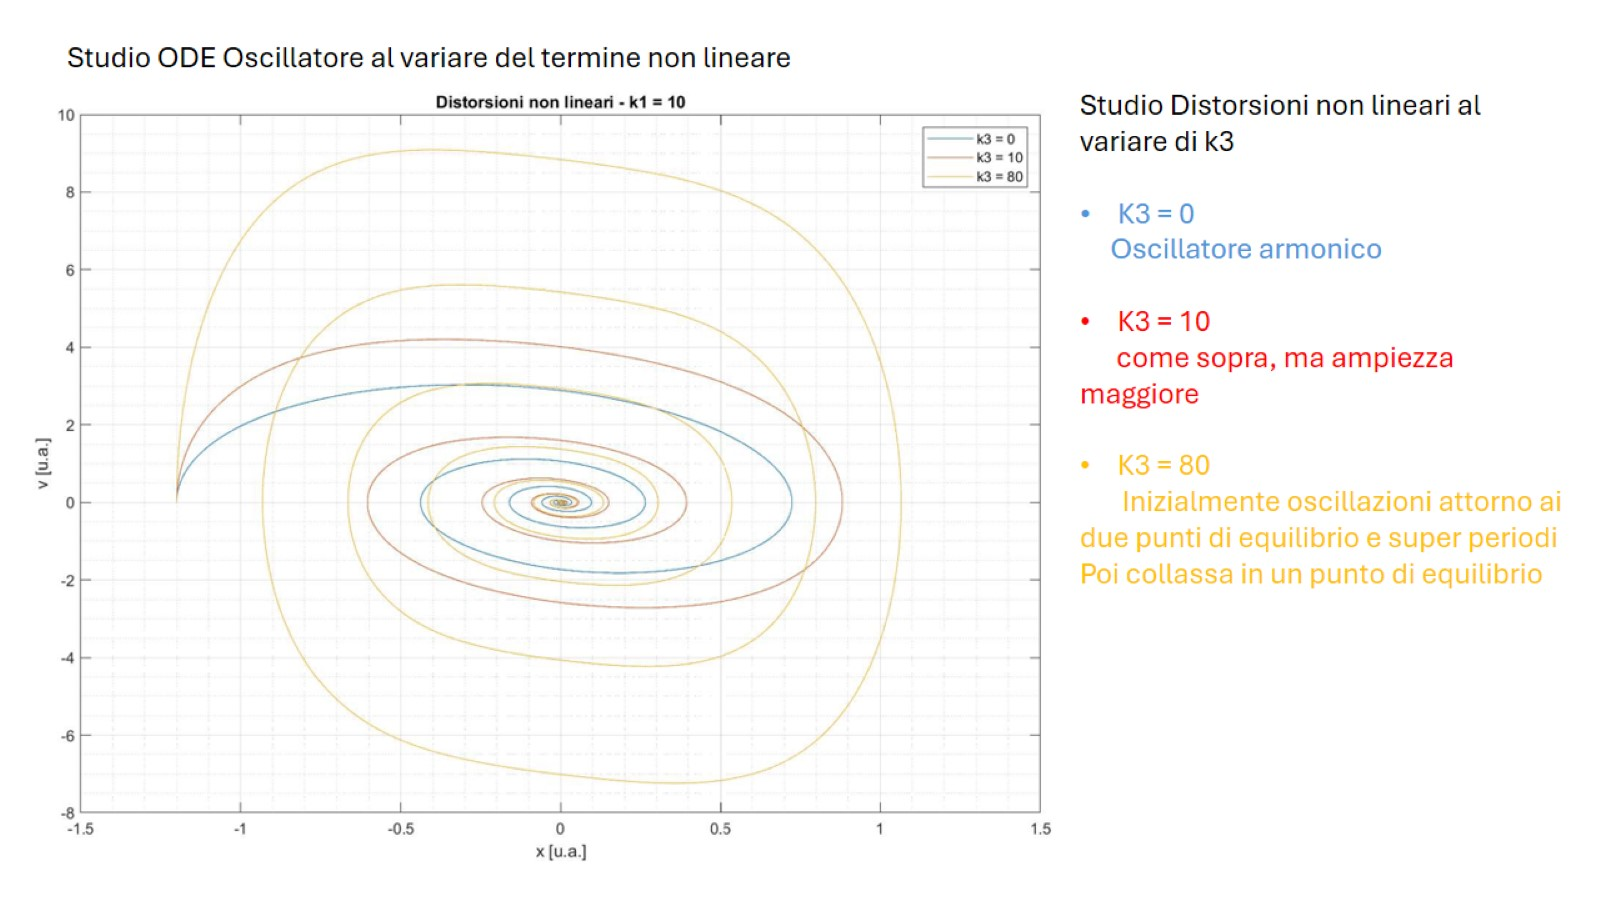 Studio ODE Oscillatore al variare del termine non lineare
Distorsioni non lineari - k1 = 10
10
8
6
4
2
0
-2
-4
-6
-8
v [u.a.]
-1.5
-1
-0.5
0
0.5
1
1.5
x [u.a.]
k3 = 0
k3 = 10
k3 = 80
Studio Distorsioni non lineari al
variare di k3
• K3 = 0
Oscillatore armonico
• K3 = 10
come sopra, ma ampiezza
maggiore
• K3 = 80
Inizialmente oscillazioni attorno ai
due punti di equilibrio e super periodi
Poi collassa in un punto di equilibrio